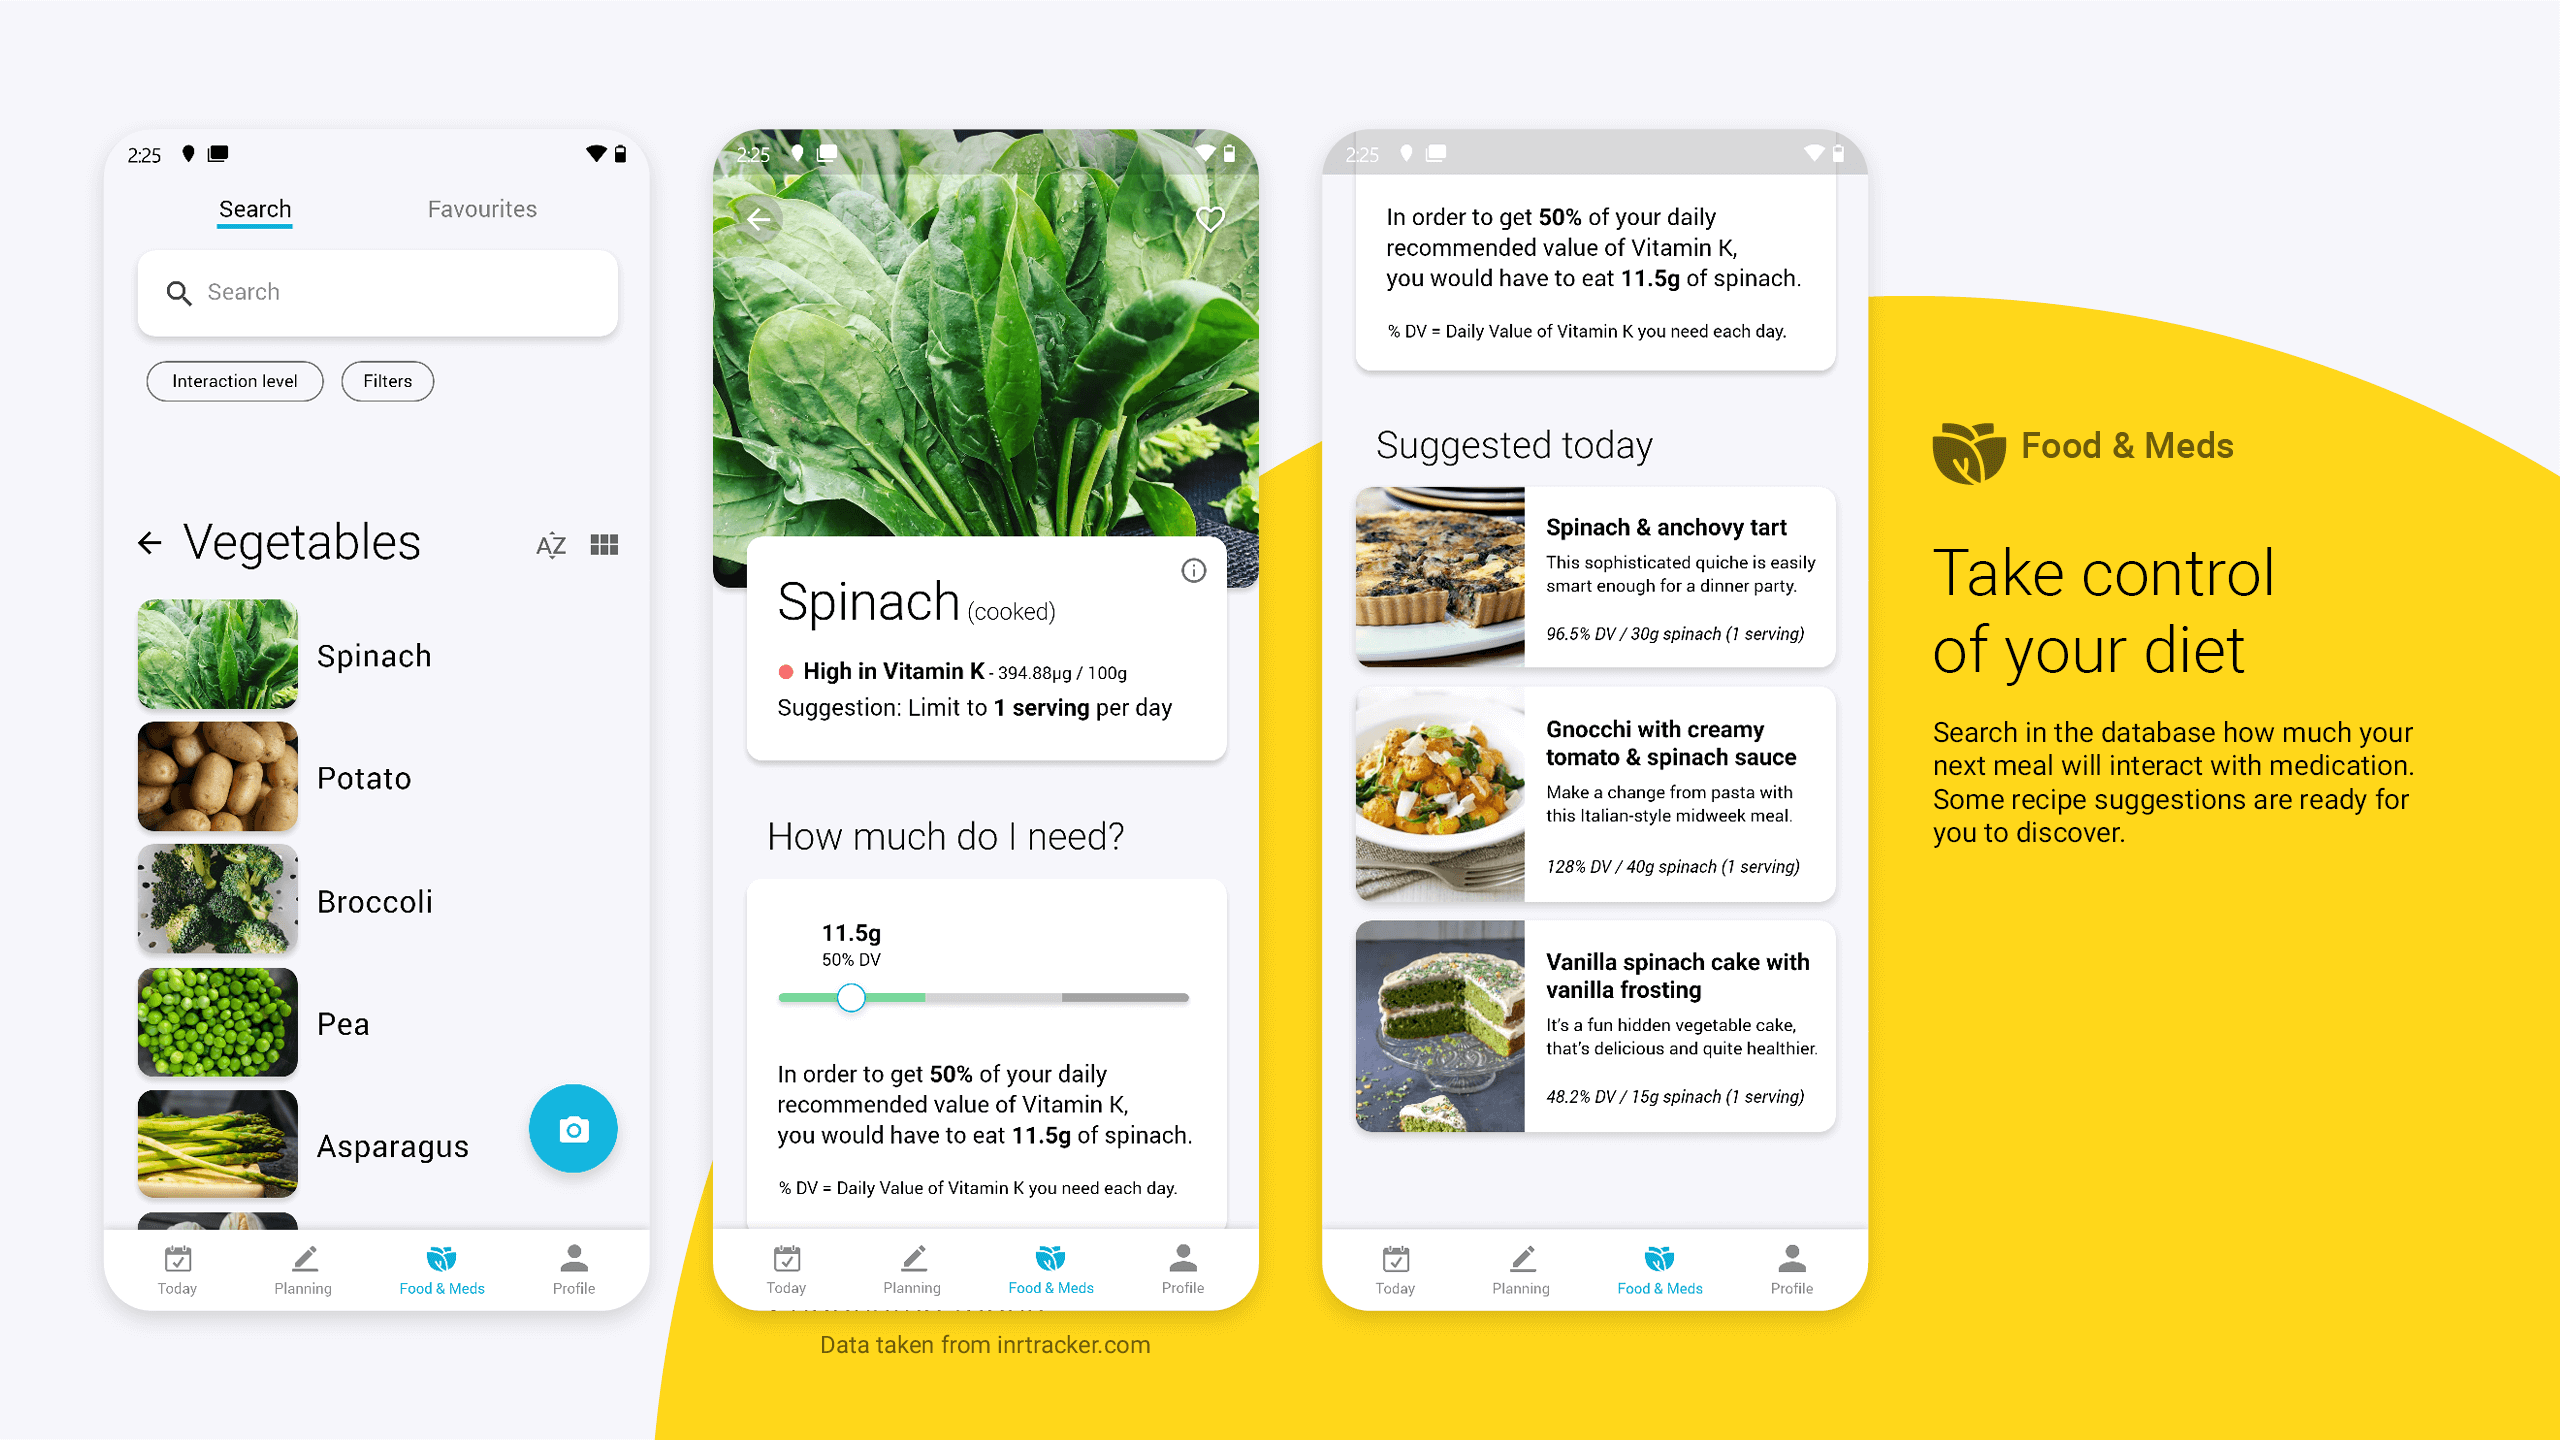 2:25
Search Favourites
Search
Interaction level Filters
Vegetables AZ
Spinach
Potato
Broccoli
Pea
Asparagus
Today Planning Food & Meds Profile
2:25
Spinach (cooked)
High in Vitamin K - 394.88µg / 100g
Suggestion: Limit to 1 serving per day
How much do I need?
11.5g
50% DV
In order to get 50% of your daily
recommended value of Vitamin K,
you would have to eat 11.5g of spinach.
% DV = Daily Value of Vitamin K you need each day.
Today Planning Food & Meds Profile
Data taken from inrtracker.com
2:25
In order to get 50% of your daily
recommended value of Vitamin K,
you would have to eat 11.5g of spinach.
% DV = Daily Value of Vitamin K you need each day.
Suggested today
Spinach & anchovy tart
This sophisticated quiche is easily
smart enough for a dinner party.
96.5% DV / 30g spinach (1 serving)
Gnocchi with creamy
tomato & spinach sauce
Make a change from pasta with
this Italian-style midweek meal.
128% DV / 40g spinach (1 serving)
Vanilla spinach cake with
vanilla frosting
It's a fun hidden vegetable cake,
that's delicious and quite healthier.
48.2% DV / 15g spinach (1 serving)
Today Planning Food & Meds Profile
Food & Meds
Take control
of your diet
Search in the database how much your
next meal will interact with medication.
Some recipe suggestions are ready for
you to discover.